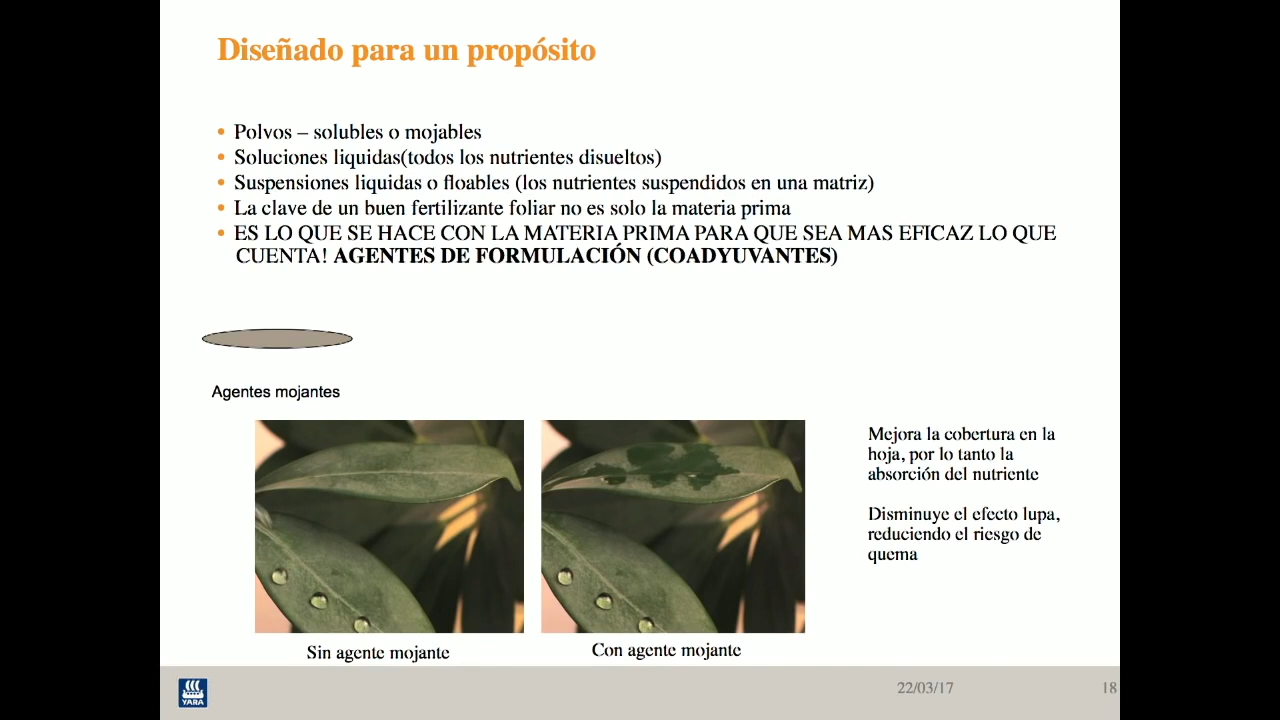 Diseñado para un propósito
• Polvos – solubles o mojables
• Soluciones liquidas(todos los nutrientes disueltos)
• Suspensiones liquidas o floables (los nutrientes suspendidos en una matriz)
• La clave de un buen fertilizante foliar no es solo la materia prima
• ES LO QUE SE HACE CON LA MATERIA PRIMA PARA QUE SEA MAS EFICAZ LO QUE
CUENTA! AGENTES DE FORMULACIÓN (COADYUVANTES)
Agentes mojantes
Mejora la cobertura en la
hoja, por lo tanto la
absorción del nutriente
Disminuye el efecto lupa,
reduciendo el riesgo de
quema
Sin agente mojante
Con agente mojante
YARA
22/03/17
18